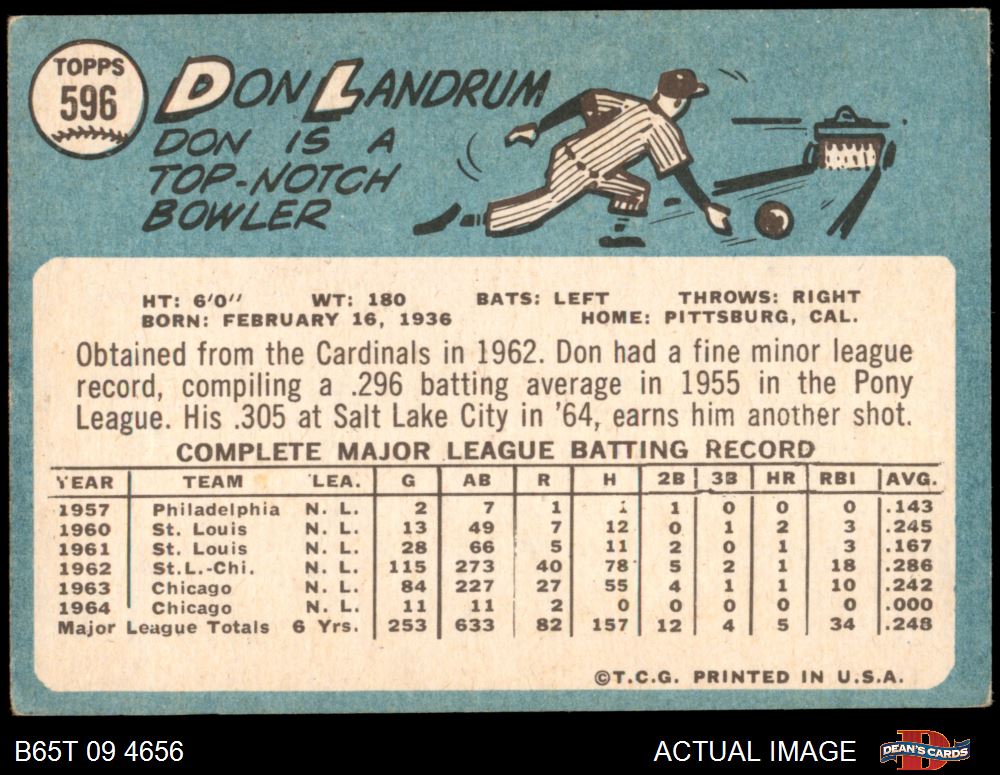 TOPPS
596
DON LANDRUM
DON IS A
TOP-NOTCH
BOWLER
HT: 6'0" WT: 180 BATS: LEFT THROWS: RIGHT
BORN: FEBRUARY 16, 1936 HOME: PITTSBURG, CAL.
Obtained from the Cardinals in 1962. Don had a fine minor league
record, compiling a .296 batting average in 1955 in the Pony
League. His .305 at Salt Lake City in '64, earns him another shot.
COMPLETE MAJOR LEAGUE BATTING RECORD
YEAR TEAM LEA. G AB R H 2B 3B HR RBI AVG.
1957 Philadelphia N. L. 2 7 1 1 1 0 0 0 .143
1960 St. Louis N. L. 13 49 7 12 0 1 2 3 .245
1961 St. Louis N. L. 28 66 5 11 2 0 1 3 .167
1962 St.L.-Chi. N. L. 115 273 40 78 5 2 1 18 .286
1963 Chicago N. L. 84 227 27 55 4 1 1 10 .242
1964 Chicago N. L. 11 11 2 0 0 0 0 0 .000
Major League Totals 6 Yrs. 253 633 82 157 12 4 5 34 .248
©T.C.G. PRINTED IN U.S.A.
B65T 09 4656 ACTUAL IMAGE DEAN'S CARDS